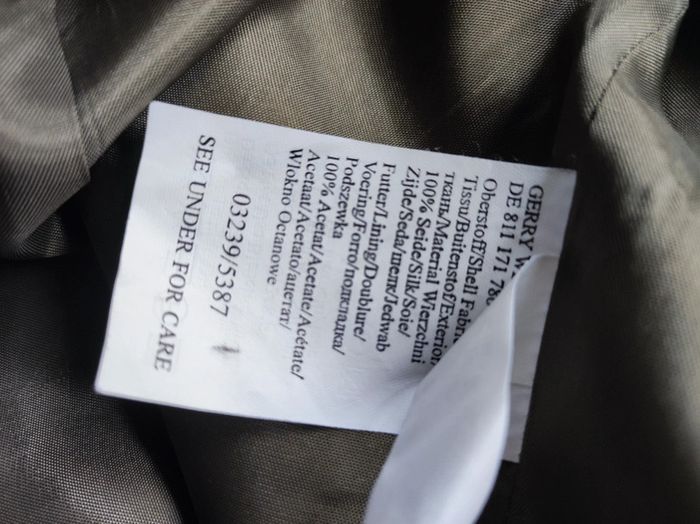 GERRY
DE 811 171
Oberstoff/Shell
Tissu/Buitenstof/Exterior
ткань/Material Wierzchni
100% Seide/Silk/Soie/
Zijde/Seda/шелк/Jedwab
Futter/Lining/Doublure/
Voering/Forro/подкладка/
Podszewka
100% Acetat/Acetate/Acétate/
Acetaat/Acetato/ацетат/
Wlokno Octanowe
03239/5387
SEE UNDER FOR CARE